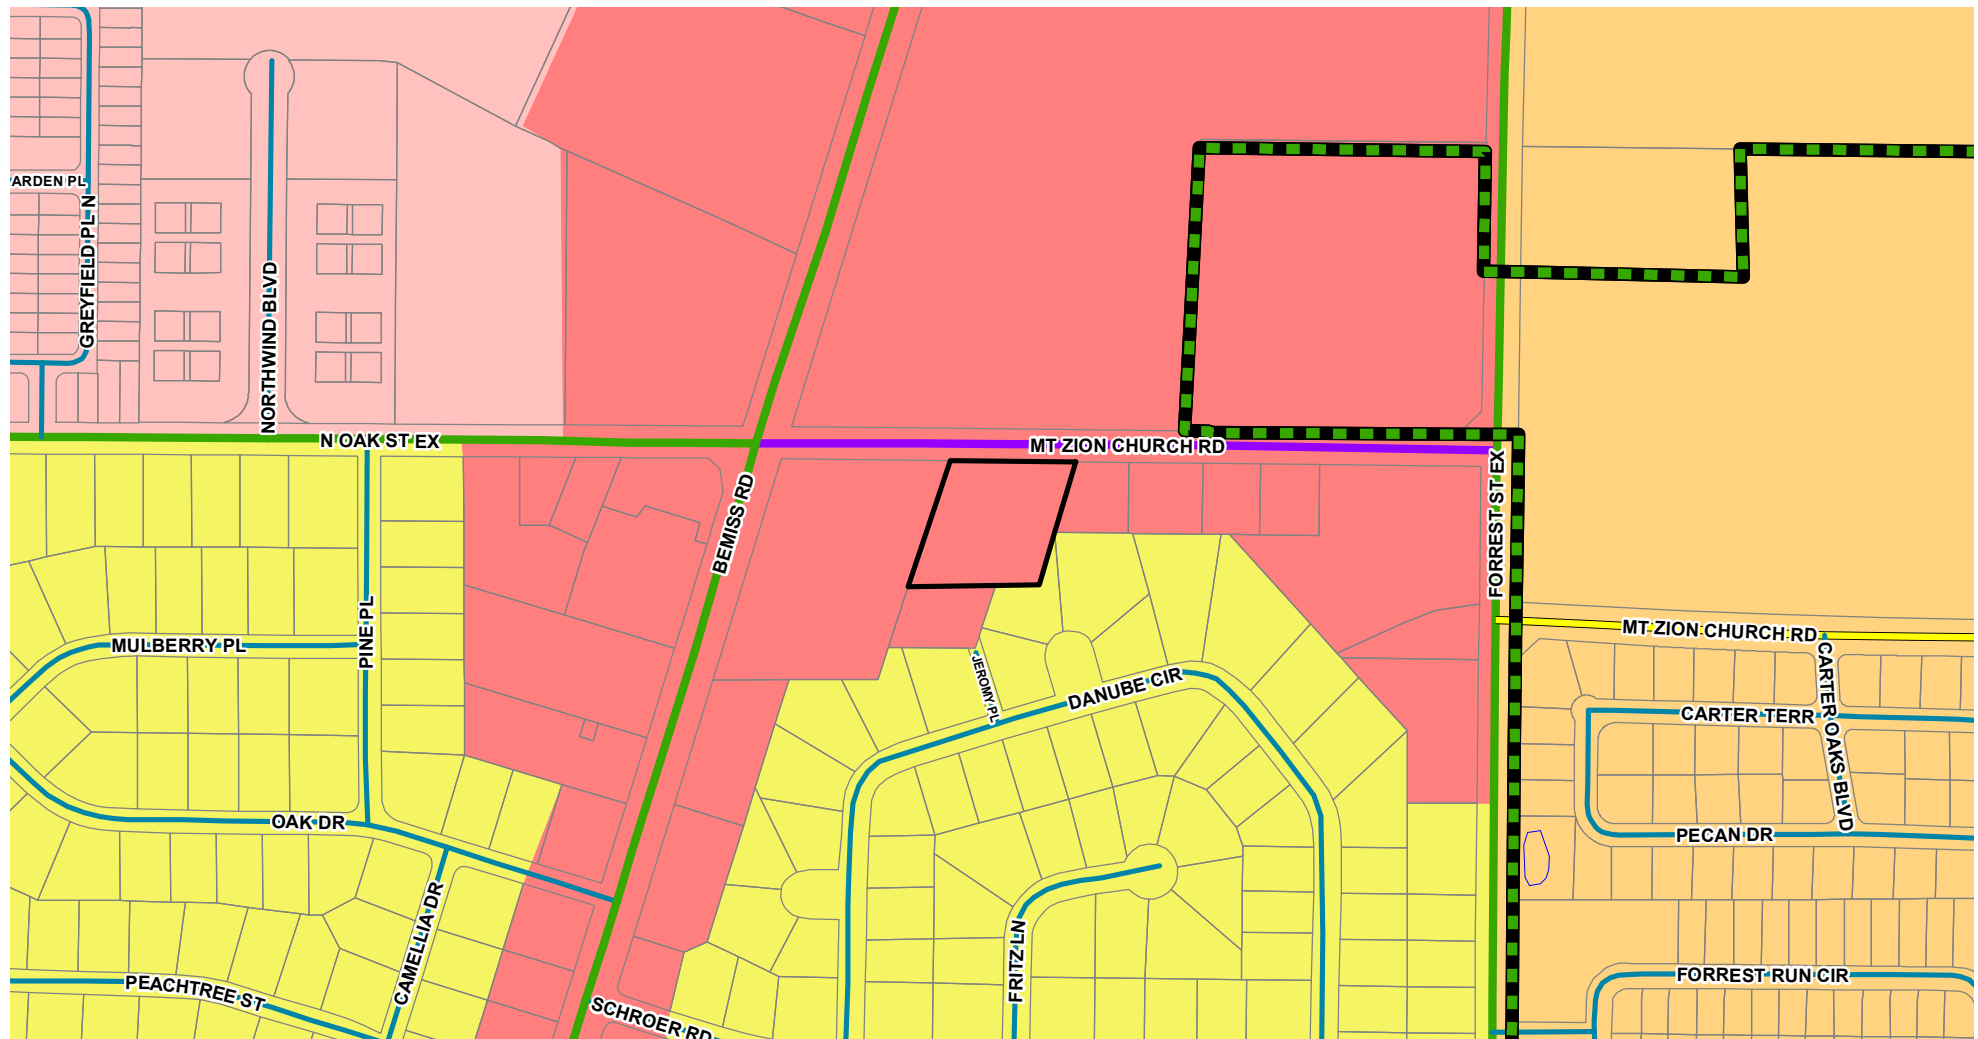 VARDEN PL
GREYFIELD PL N
NORTHWIND BLVD
N OAK ST EX
MT ZION CHURCH RD
BEMISS RD
FORREST ST EX
PINE PL
MULBERRY PL
MT ZION CHURCH RD
JEROMY PL
DANUBE CIR
CARTER OAKS BLVD
CARTER TERR
OAK DR
PECAN DR
CAMELLIA DR
FRITZ LN
PEACHTREE ST
FORREST RUN CIR
SCHROER RD